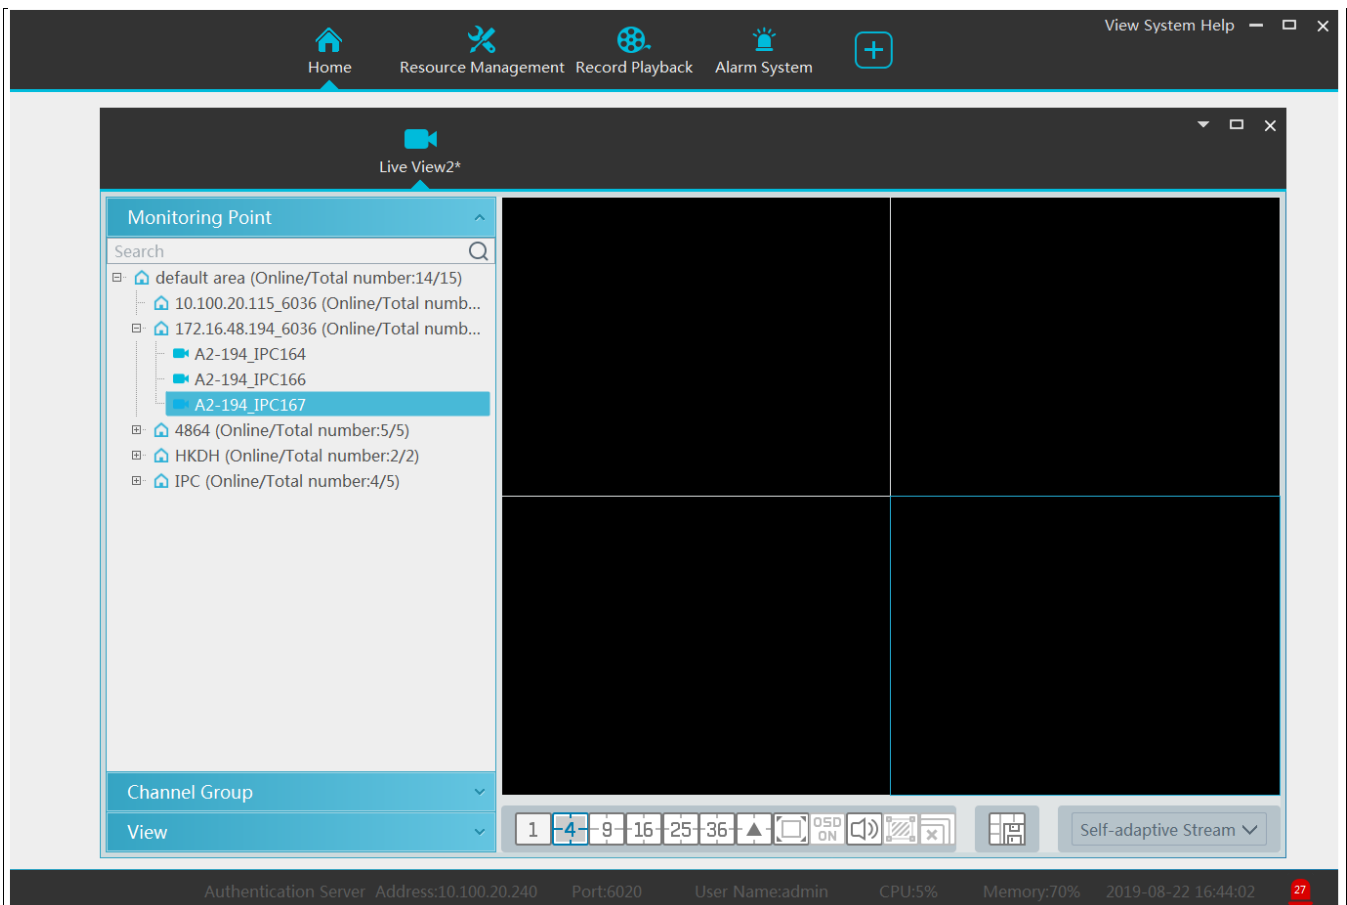 View System Help
Home
Resource Management
Record Playback
Alarm System
Live View2*
Monitoring Point
Search
default area (Online/Total number:14/15)
10.100.20.115_6036 (Online/Total numb...
172.16.48.194_6036 (Online/Total numb...
A2-194_IPC164
A2-194_IPC166
A2-194_IPC167
4864 (Online/Total number:5/5)
HKDH (Online/Total number:2/2)
IPC (Online/Total number:4/5)
Channel Group
View
1 4 9 16 25 36
OSD
ON
Self-adaptive Stream
Authentication Server Address:10.100.20.240 Port:6020 User Name:admin CPU:5% Memory:70% 2019-08-22 16:44:02 27